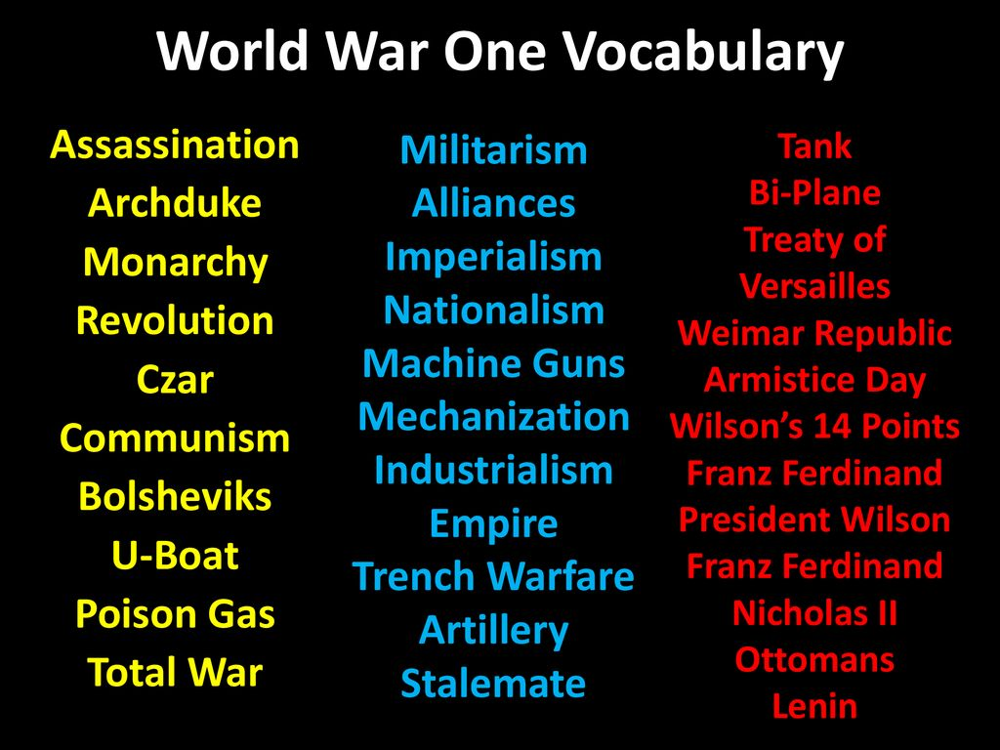 World War One Vocabulary
Assassination
Archduke
Monarchy
Revolution
Czar
Communism
Bolsheviks
U-Boat
Poison Gas
Total War
Militarism
Alliances
Imperialism
Nationalism
Machine Guns
Mechanization
Industrialism
Empire
Trench Warfare
Artillery
Stalemate
Tank
Bi-Plane
Treaty of
Versailles
Weimar Republic
Armistice Day
Wilson’s 14 Points
Franz Ferdinand
President Wilson
Franz Ferdinand
Nicholas II
Ottomans
Lenin